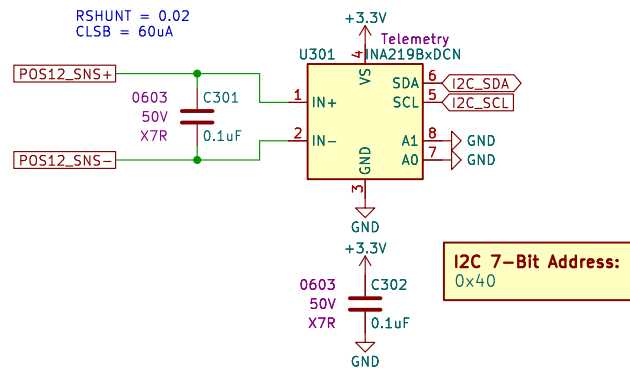 RSHUNT = 0.02
CLSB = 60uA
+3.3V
Telemetry
U301
INA219BxDCN
4
VS
POS12_SNS+
0603
50V
X7R
C301
0.1uF
1
IN+
2
IN-
POS12_SNS-
SDA
6
I2C_SDA
SCL
5
I2C_SCL
A1
8
GND
A0
7
GND
GND
3
GND
+3.3V
0603
50V
X7R
C302
0.1uF
GND
I2C 7-Bit Address:
0x40